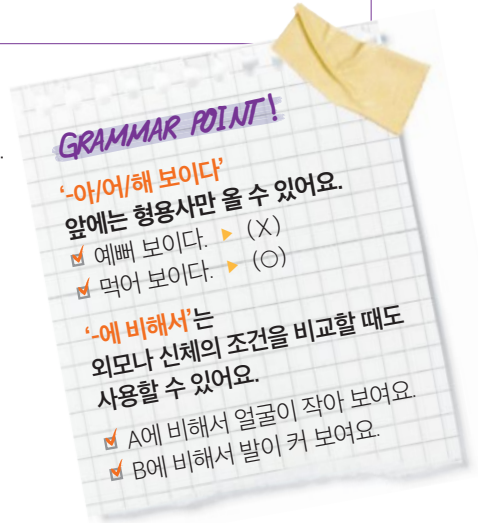 GRAMMAR POINT!
‘-아/어/해 보이다’
앞에는 형용사만 올 수 있어요.
예뻐 보이다. ▶ (X)
먹어 보이다. ▶ (○)
‘-에 비해서’는
외모나 신체의 조건을 비교할 때도
사용할 수 있어요.
A에 비해서 얼굴이 작아 보여요.
B에 비해서 발이 커 보여요.